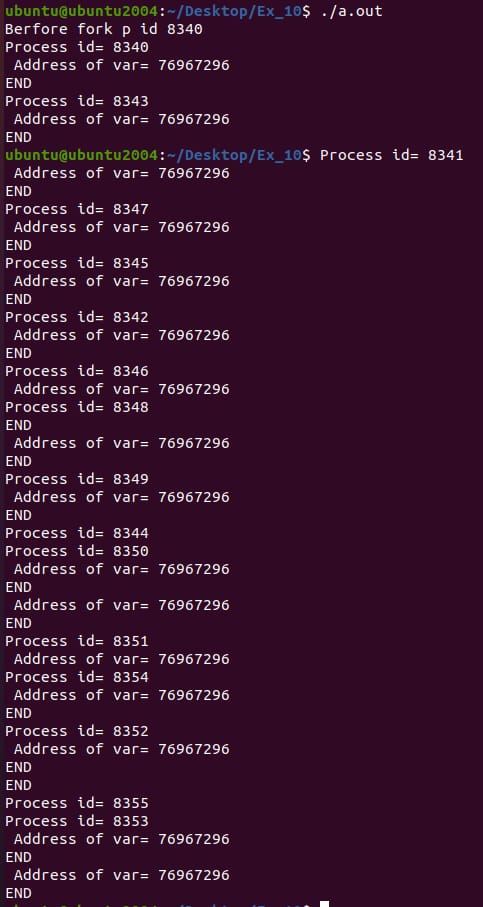 ubuntu@ubuntu2004:~/Desktop/Ex_10$ ./a.out
Berfore fork p id 8340
Process id= 8340
 Address of var= 76967296
END
Process id= 8343
 Address of var= 76967296
END
ubuntu@ubuntu2004:~/Desktop/Ex_10$ Process id= 8341
 Address of var= 76967296
END
Process id= 8347
 Address of var= 76967296
END
Process id= 8345
 Address of var= 76967296
END
Process id= 8342
 Address of var= 76967296
END
Process id= 8346
 Address of var= 76967296
Process id= 8348
END
 Address of var= 76967296
END
Process id= 8349
 Address of var= 76967296
END
Process id= 8344
Process id= 8350
 Address of var= 76967296
END
 Address of var= 76967296
END
Process id= 8351
 Address of var= 76967296
Process id= 8354
 Address of var= 76967296
END
Process id= 8352
 Address of var= 76967296
END
END
Process id= 8355
Process id= 8353
 Address of var= 76967296
END
 Address of var= 76967296
END